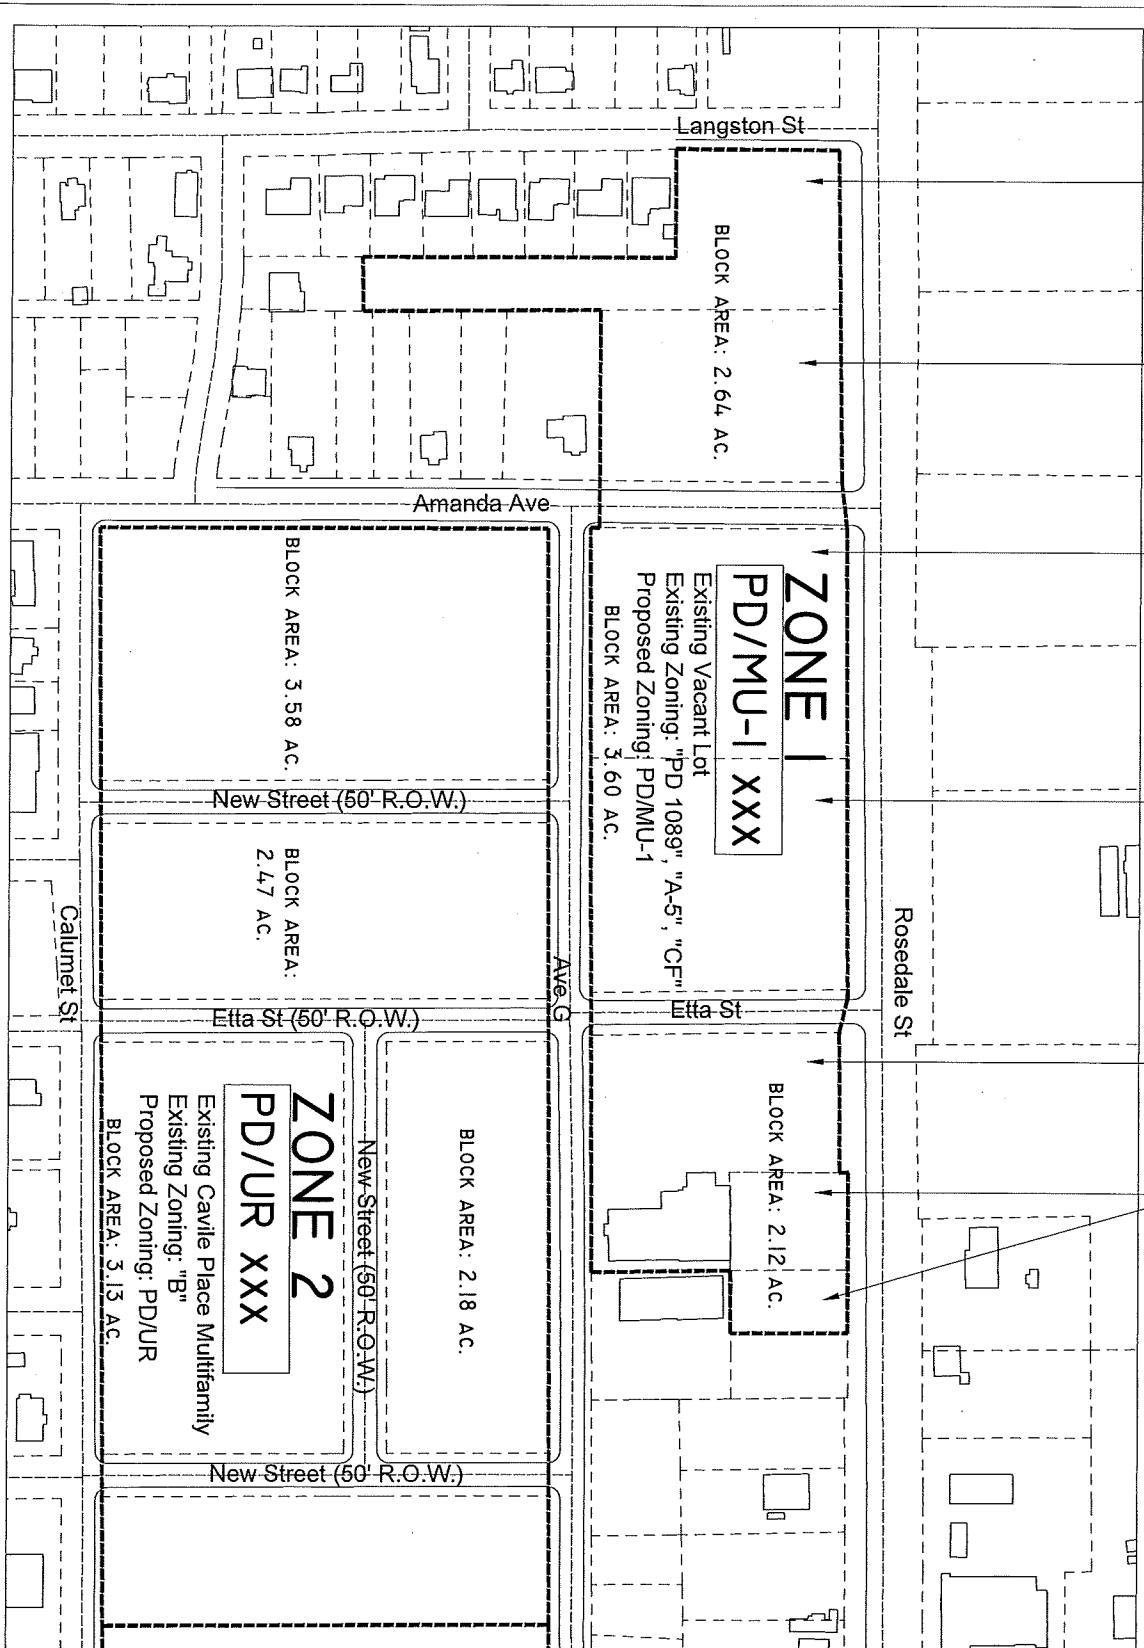 Langston St
BLOCK AREA: 2.64 AC.
Amanda Ave
ZONE 1
PD/MU-1 XXX
Existing Vacant Lot
Existing Zoning: "PD 1089", "A-5", "CF"
Proposed Zoning: PD/MU-1
BLOCK AREA: 3.60 AC.
BLOCK AREA: 3.58 AC.
New Street (50' R.O.W.)
BLOCK AREA:
2.47 AC.
Rosedale St
Calumet St
Ave G
Etta St
Etta St (50' R.O.W.)
BLOCK AREA: 2.12 AC.
BLOCK AREA: 2.18 AC.
New Street (50' R.O.W.)
ZONE 2
PD/UR XXX
Existing Cavile Place Multifamily
Existing Zoning: "B"
Proposed Zoning: PD/UR
BLOCK AREA: 3.13 AC.
New Street (50' R.O.W.)